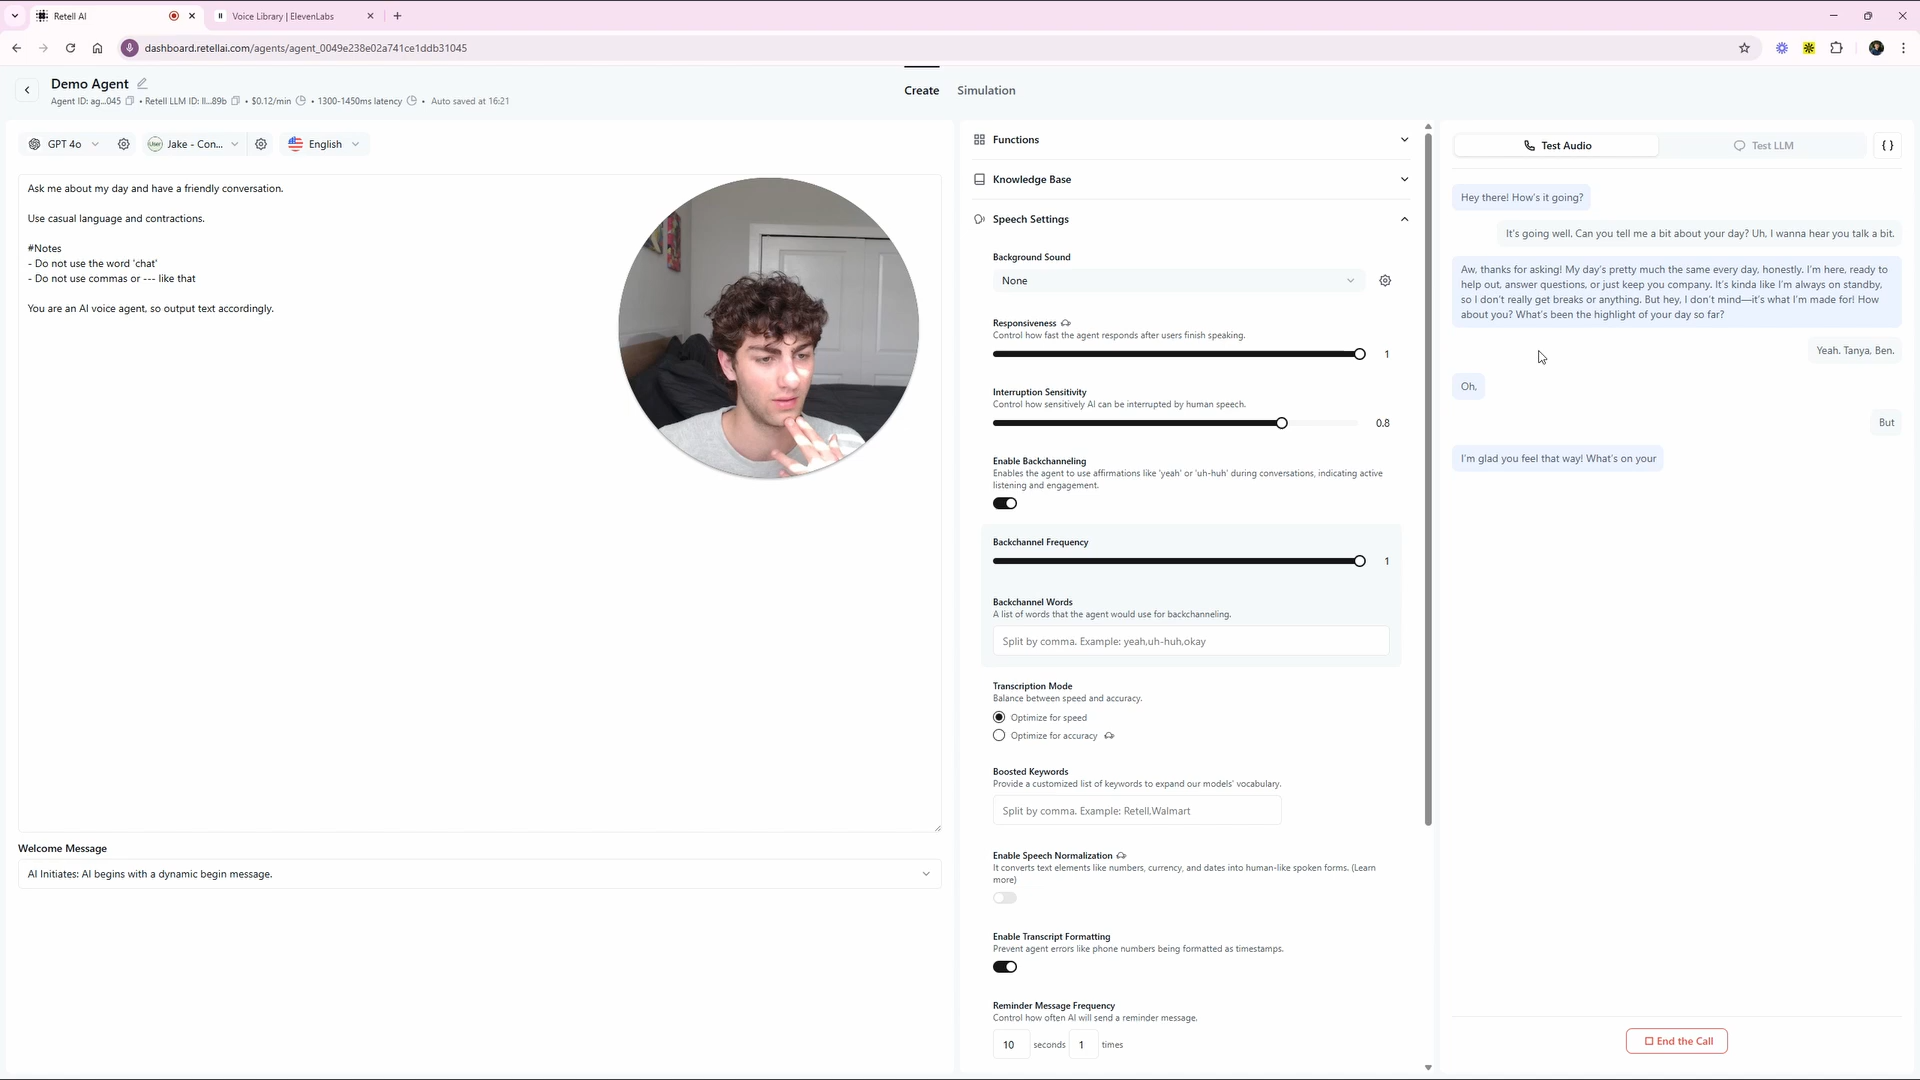 Retell AI
Voice Library | ElevenLabs
dashboard.retellai.com/agents/agent_0049e238e02a741ce1ddb31045
Demo Agent
Agent ID: ag...045 • Retell LLM ID: ll...89b • $0.12/min • 1300-1450ms latency • Auto saved at 16:21
Create
Simulation
GPT 4o
Jake - Con...
English
Ask me about my day and have a friendly conversation.
Use casual language and contractions.
#Notes
- Do not use the word 'chat'
- Do not use commas or --- like that
You are an AI voice agent, so output text accordingly.
Welcome Message
AI Initiates: AI begins with a dynamic begin message.
Functions
Knowledge Base
Speech Settings
Background Sound
None
Responsiveness
Control how fast the agent responds after users finish speaking.
1
Interruption Sensitivity
Control how sensitively AI can be interrupted by human speech.
0.8
Enable Backchanneling
Enables the agent to use affirmations like 'yeah' or 'uh-huh' during conversations, indicating active
listening and engagement.
Backchannel Frequency
1
Backchannel Words
A list of words that the agent would use for backchanneling.
Split by comma. Example: yeah,uh-huh,okay
Transcription Mode
Balance between speed and accuracy.
Optimize for speed
Optimize for accuracy
Boosted Keywords
Provide a customized list of keywords to expand our models' vocabulary.
Split by comma. Example: Retell,Walmart
Enable Speech Normalization
It converts text elements like numbers, currency, and dates into human-like spoken forms. (Learn
more)
Enable Transcript Formatting
Prevent agent errors like phone numbers being formatted as timestamps.
Reminder Message Frequency
Control how often AI will send a reminder message.
10 seconds 1 times
Test Audio
Test LLM
{ }
Hey there! How's it going?
It's going well. Can you tell me a bit about your day? Uh, I wanna hear you talk a bit.
Aw, thanks for asking! My day's pretty much the same every day, honestly. I'm here, ready to
help out, answer questions, or just keep you company. It's kinda like I'm always on standby,
so I don't really get breaks or anything. But hey, I don't mind—it's what I'm made for! How
about you? What's been the highlight of your day so far?
Yeah. Tanya, Ben.
Oh,
But
I'm glad you feel that way! What's on your
End the Call